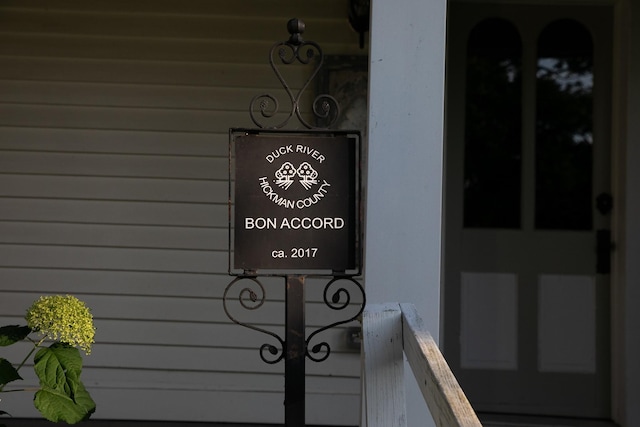 DUCK RIVER
HICKMAN COUNTY
BON ACCORD
ca. 2017